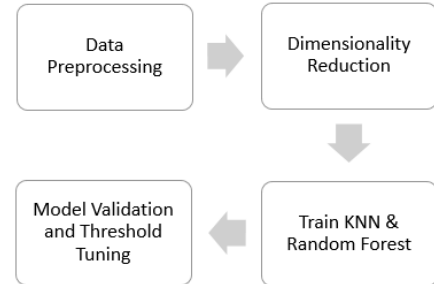 Data
Preprocessing
Dimensionality
Reduction
Train KNN &
Random Forest
Model Validation
and Threshold
Tuning